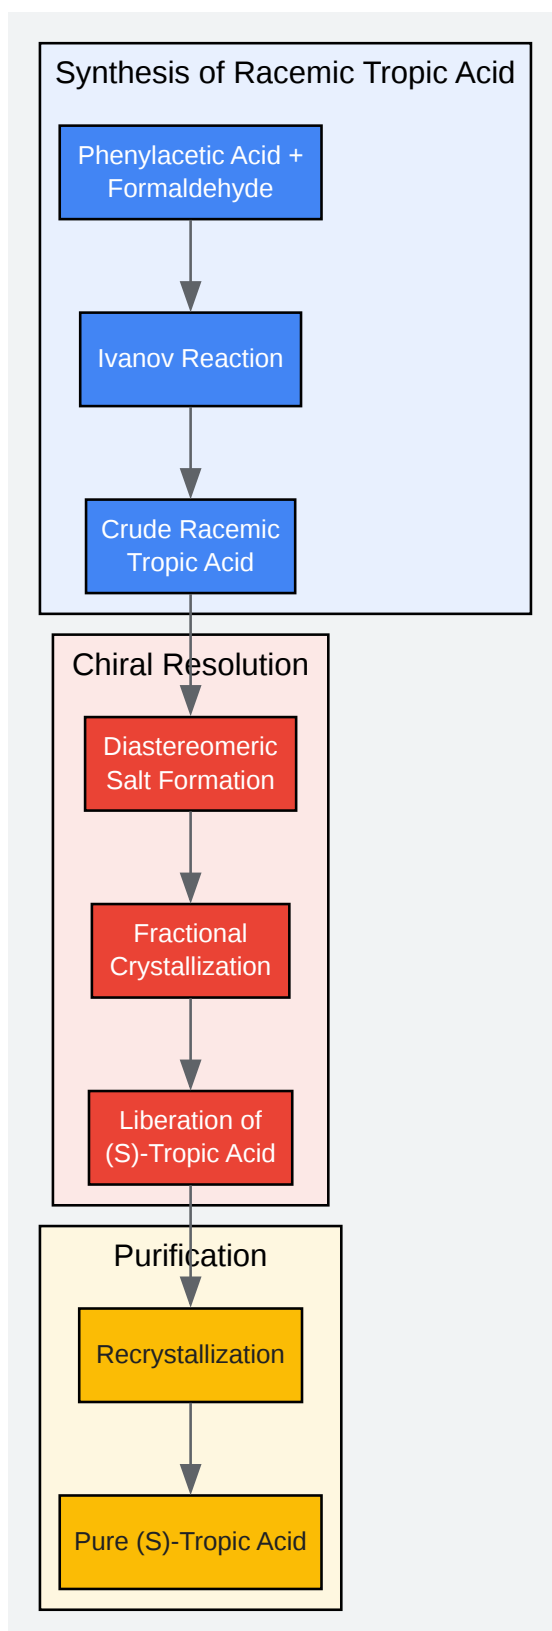 Synthesis of Racemic Tropic Acid
Phenylacetic Acid +
Formaldehyde
Ivanov Reaction
Crude Racemic
Tropic Acid
Chiral Resolution
Diastereomeric
Salt Formation
Fractional
Crystallization
Liberation of
(S)-Tropic Acid
Purification
Recrystallization
Pure (S)-Tropic Acid